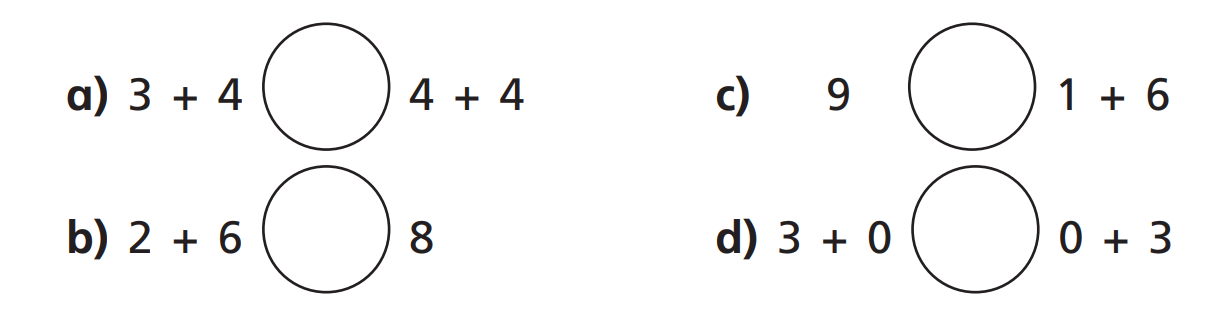 a) 3 + 4 4 + 4
b) 2 + 6 8
c) 9 1 + 6
d) 3 + 0 0 + 3